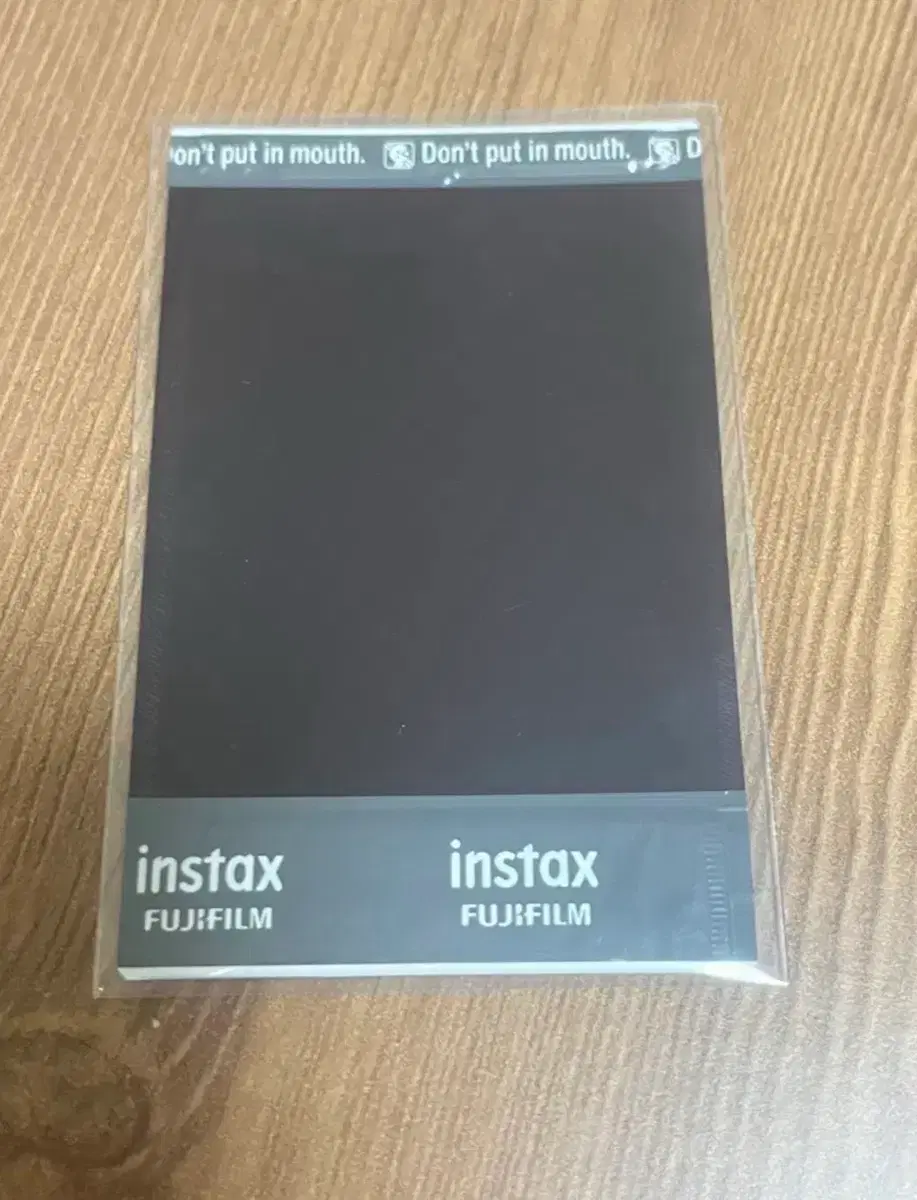 on't put in mouth. Don't put in mouth. D
instax instax
FUJIFILM FUJIFILM